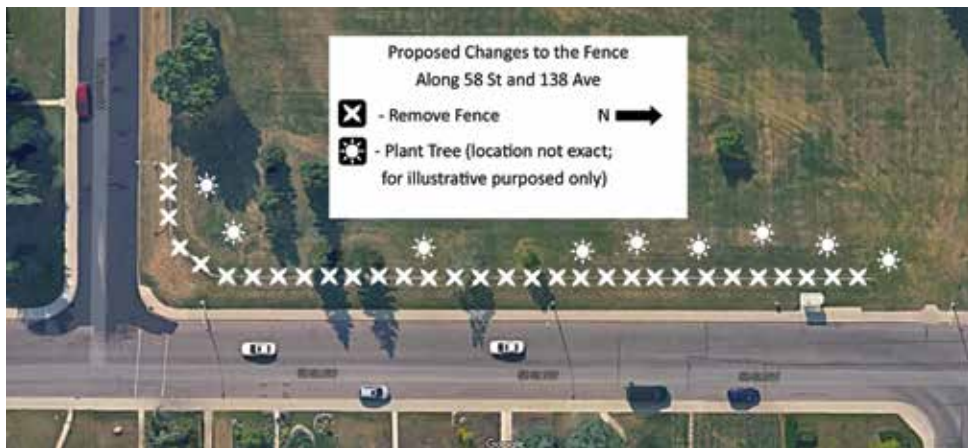 Proposed Changes to the Fence
Along 58 St and 138 Ave
- Remove Fence
N
- Plant Tree (location not exact;
for illustrative purposed only)
Google